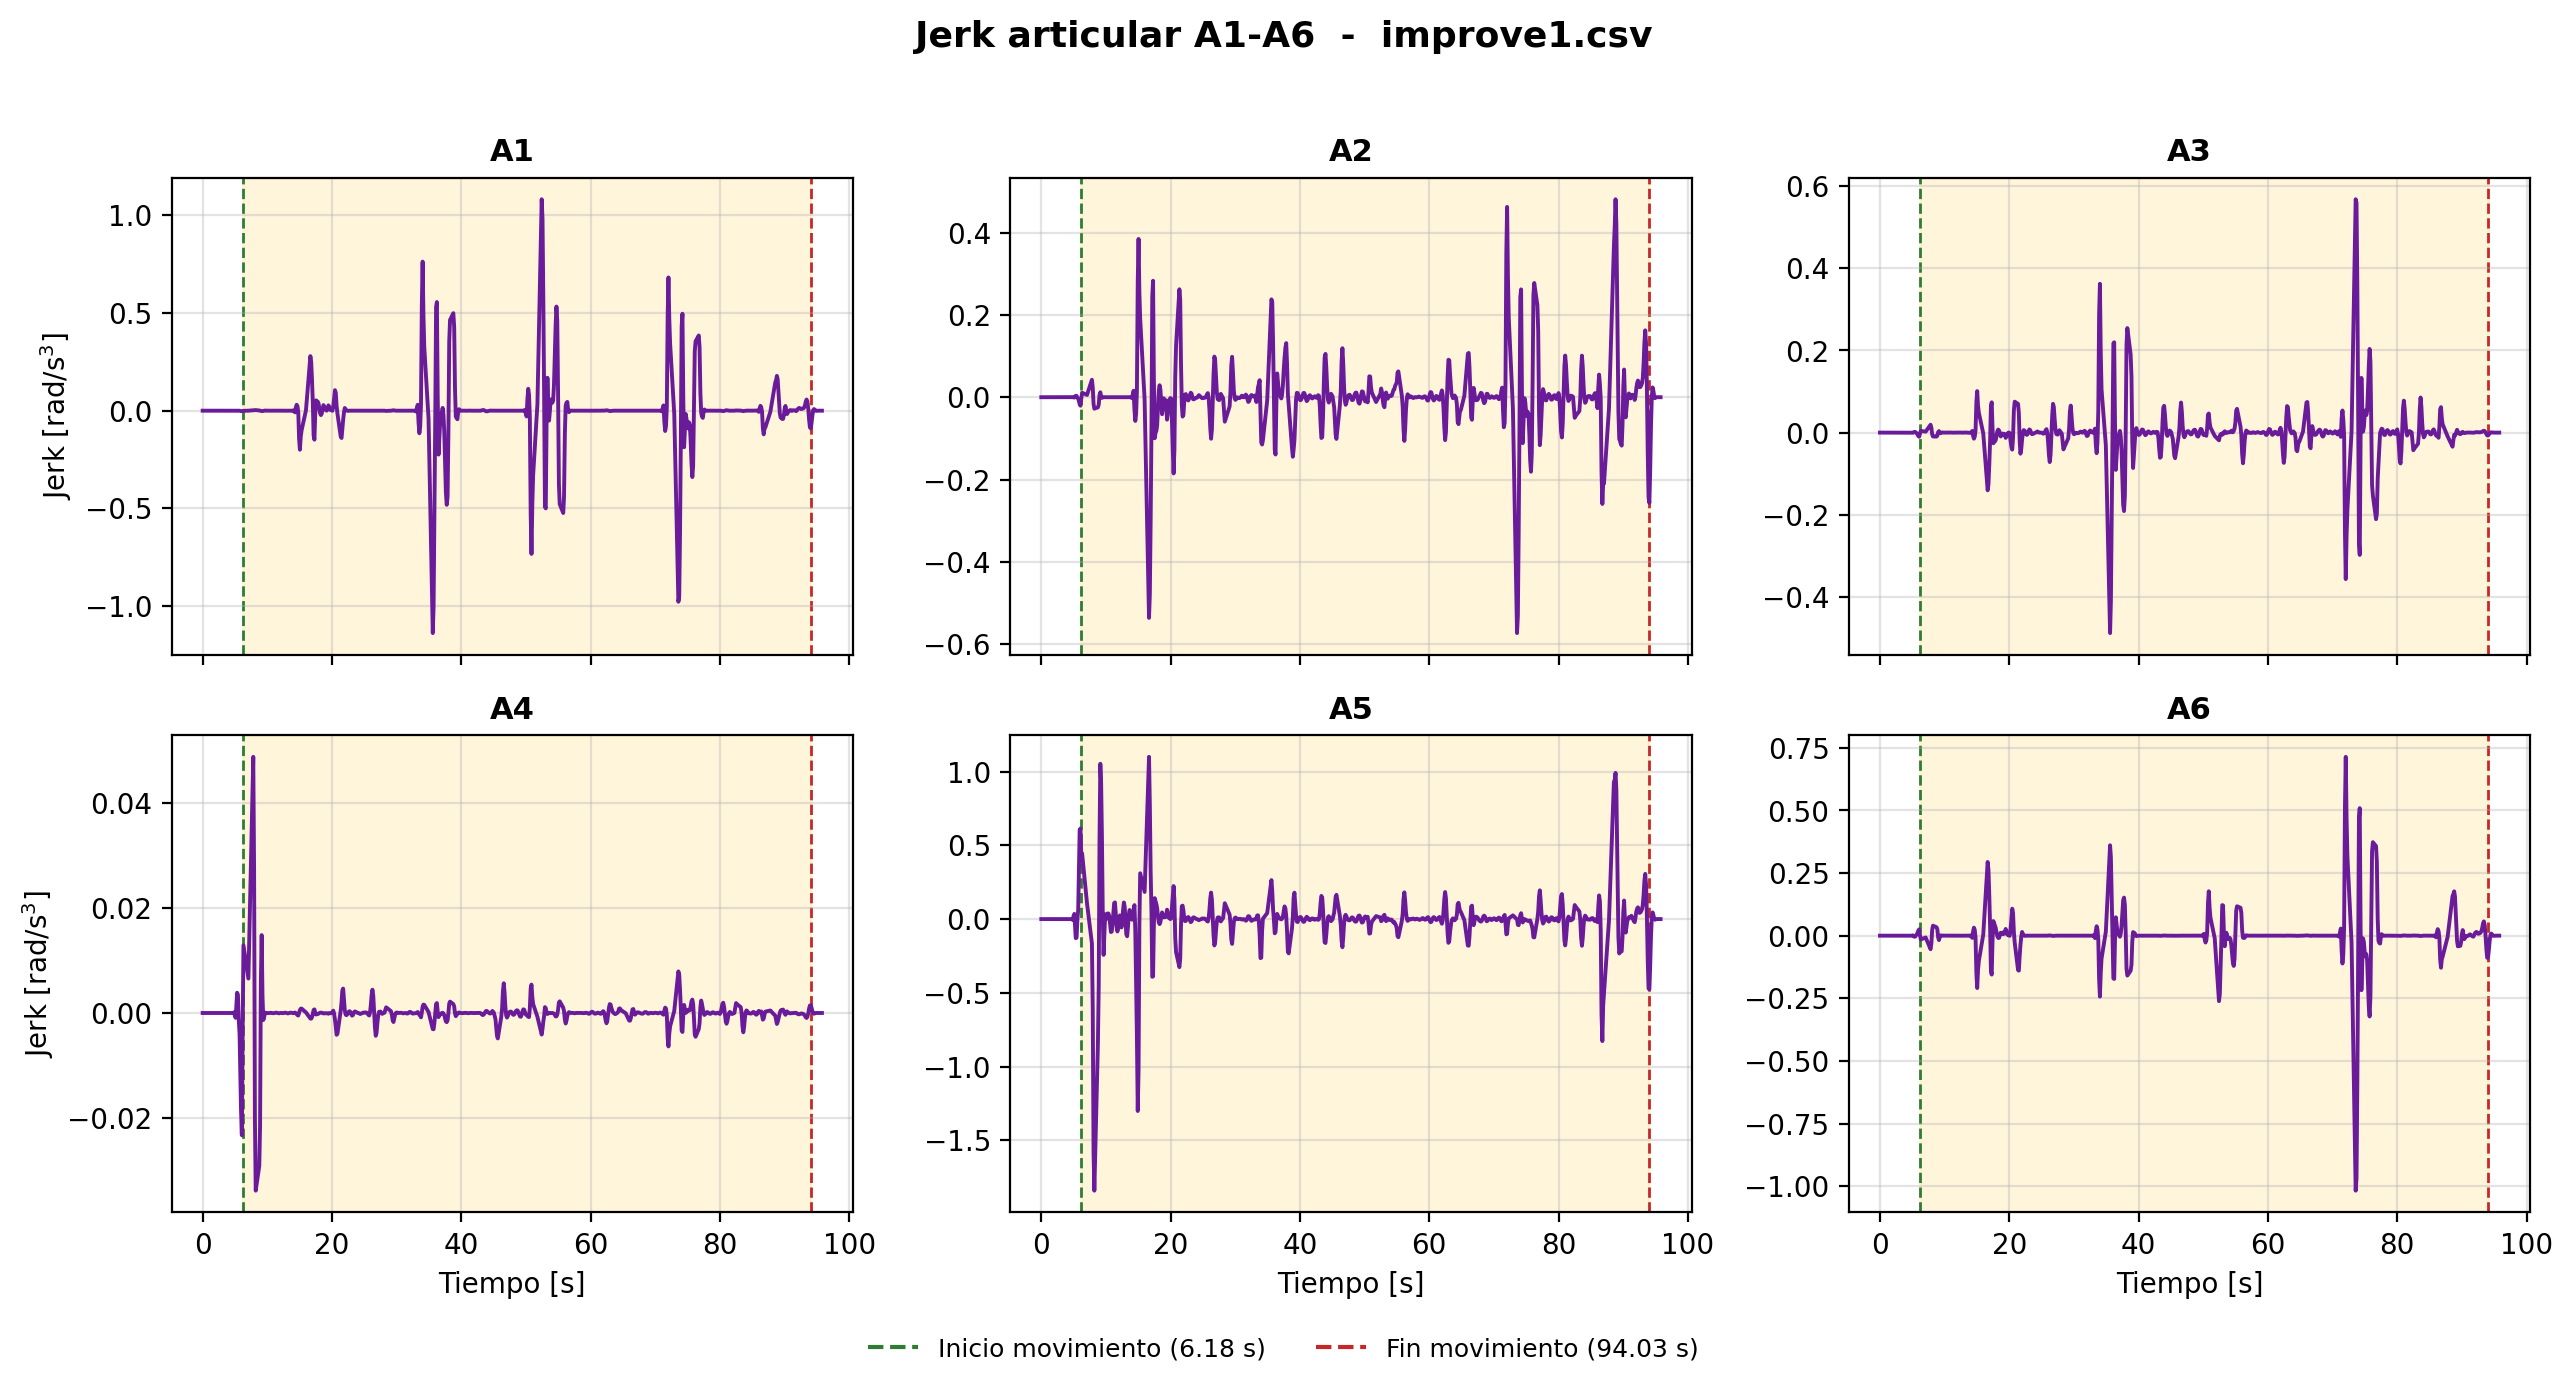 Jerk articular A1-A6  -  improve1.csv
A1
A2
A3
1.0
0.5
0.0
−0.5
−1.0
Jerk [rad/s³]
0.4
0.2
0.0
−0.2
−0.4
−0.6
0.6
0.4
0.2
0.0
−0.2
−0.4
A4
A5
A6
0.04
0.02
0.00
−0.02
Jerk [rad/s³]
1.0
0.5
0.0
−0.5
−1.0
−1.5
0.75
0.50
0.25
0.00
−0.25
−0.50
−0.75
−1.00
0 20 40 60 80 100
0 20 40 60 80 100
0 20 40 60 80 100
Tiempo [s]
Tiempo [s]
Tiempo [s]
Inicio movimiento (6.18 s)
Fin movimiento (94.03 s)